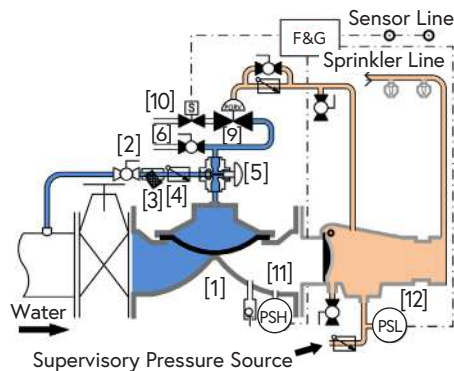 Sensor Line
F&G
Sprinkler Line
[10]
S
PORV
[6]
[9]
[2]
[5]
[3]
[4]
[1]
[11]
[12]
PSH
PSL
Water
Supervisory Pressure Source